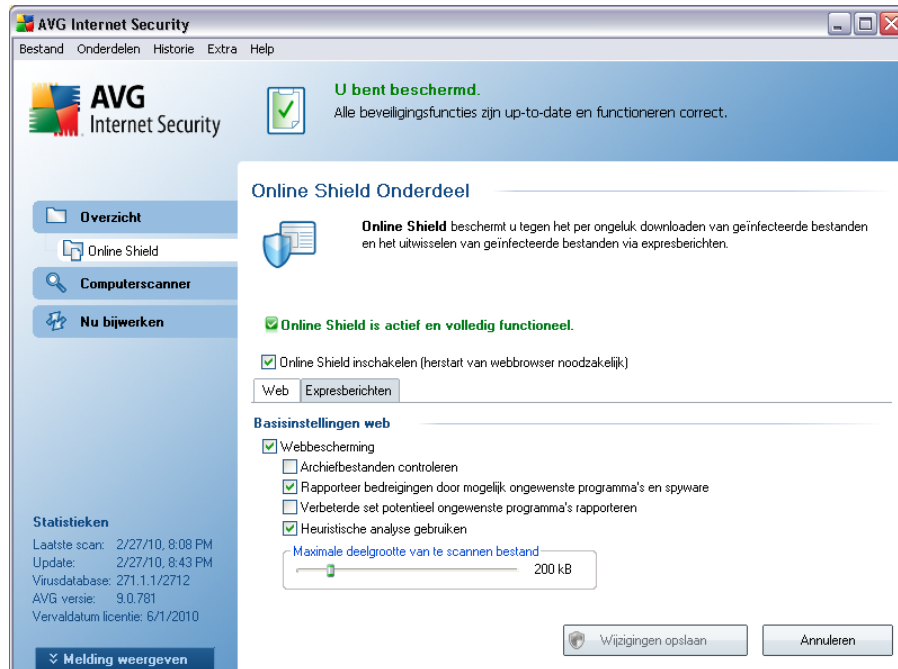 AVG Internet Security
Bestand Onderdelen Historie Extra Help
AVG
Internet Security
U bent beschermd.
Alle beveiligingsfuncties zijn up-to-date en functioneren correct.
Overzicht
Online Shield
Computerscanner
Nu bijwerken
Online Shield Onderdeel
Online Shield beschermt u tegen het per ongeluk downloaden van geïnfecteerde bestanden
en het uitwisselen van geïnfecteerde bestanden via expresberichten.
Online Shield is actief en volledig functioneel.
Online Shield inschakelen (herstart van webbrowser noodzakelijk)
Web Expresberichten
Basisinstellingen web
Webbescherming
Archiefbestanden controleren
Rapporteer bedreigingen door mogelijk ongewenste programma's en spyware
Verbeterde set potentieel ongewenste programma's rapporteren
Heuristische analyse gebruiken
Maximale deelgrootte van te scannen bestand
200 kB
Statistieken
Laatste scan: 2/27/10, 8:08 PM
Update: 2/27/10, 8:43 PM
Virusdatabase: 271.1.1/2712
AVG versie: 9.0.781
Vervaldatum licentie: 6/1/2010
Melding weergeven
Wijzigingen opslaan
Annuleren